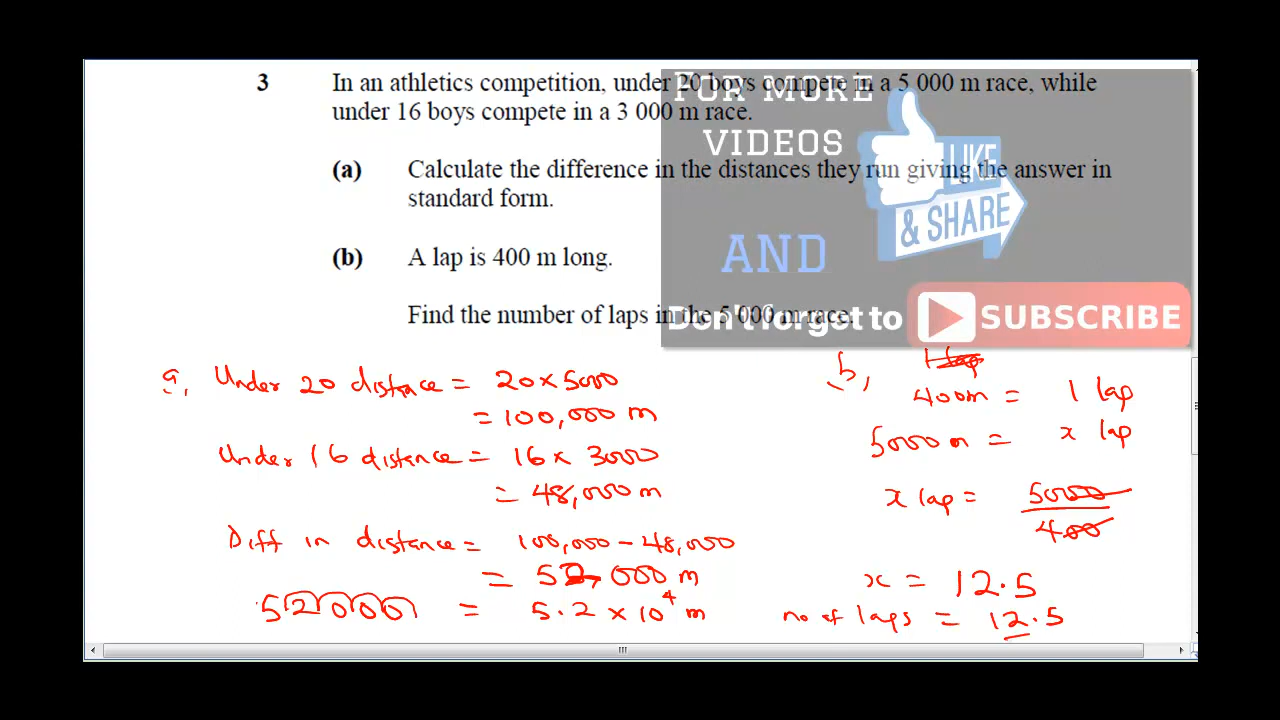 3 In an athletics competition, under 20 boys compete in a 5 000 m race, while
under 16 boys compete in a 3 000 m race.
(a) Calculate the difference in the distances they run giving the answer in
standard form.
(b) A lap is 400 m long.
Find the number of laps in the 5 000 m race.
FOR MORE
VIDEOS
LIKE
& SHARE
AND
Don't forget to SUBSCRIBE
a, Under 20 distance = 20 x 5000
= 100,000 m
Under 16 distance = 16 x 3000
= 48,000 m
Diff in distance = 100,000 - 48,000
= 52,000 m
52000 = 5.2 x 10⁴ m
b, 1 lap
400m = 1 lap
5000 m = x lap
x lap = 5000
400
x = 12.5
no of laps = 12.5